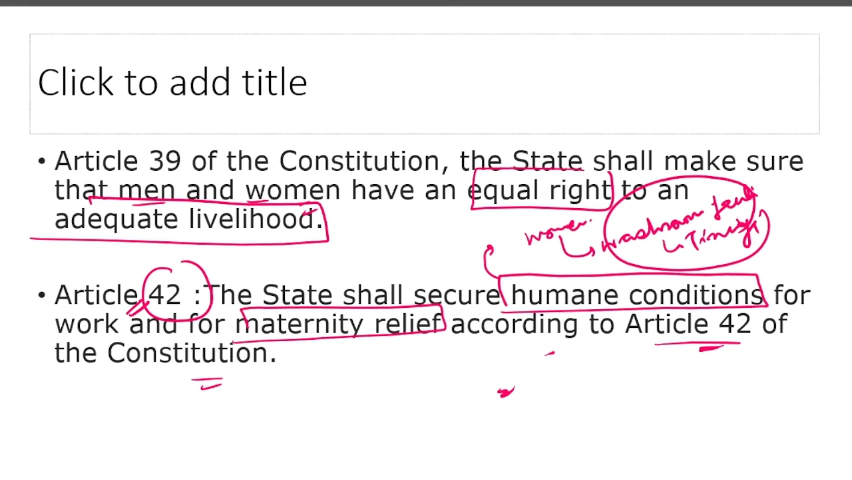 Click to add title
• Article 39 of the Constitution, the State shall make sure
that men and women have an equal right to an
adequate livelihood.
women
washroom
Timings
• Article 42 : The State shall secure humane conditions for
work and for maternity relief according to Article 42 of
the Constitution.